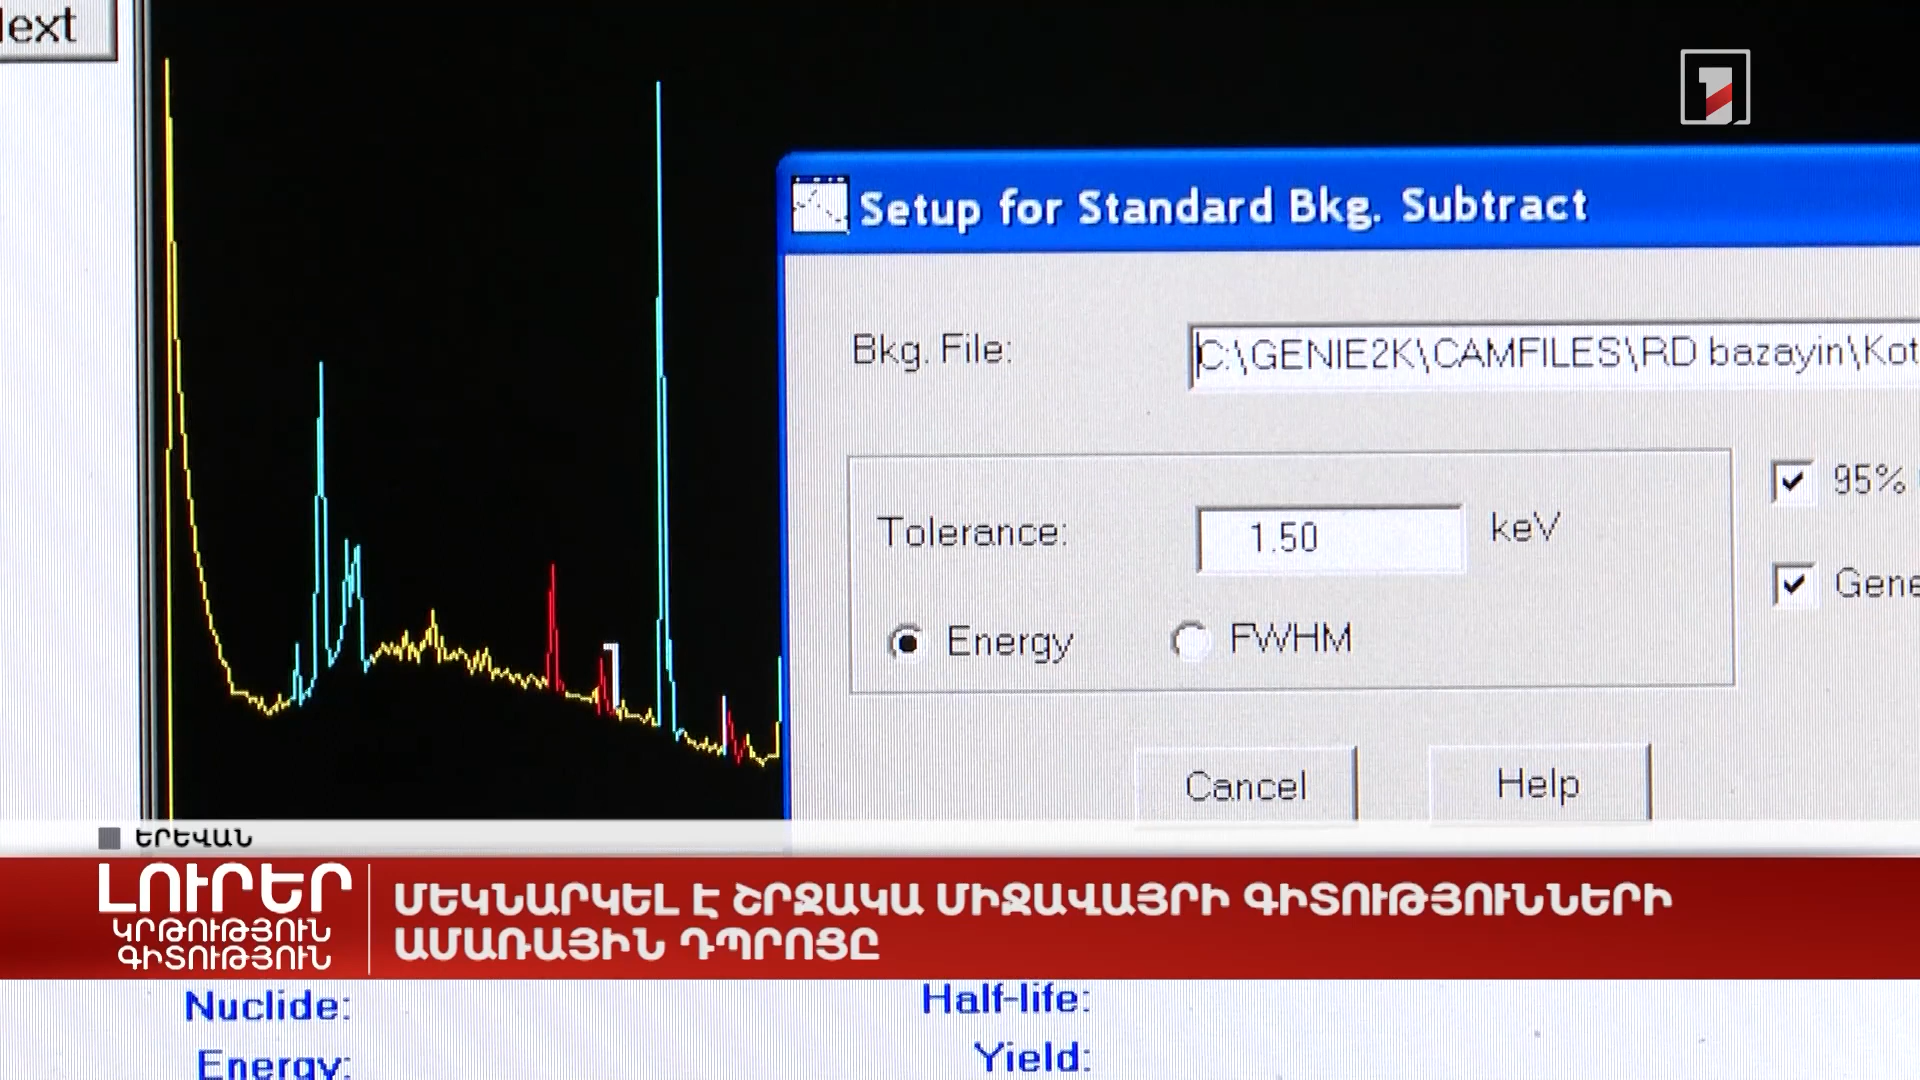 Setup for Standard Bkg. Subtract
Bkg. File:
C:\GENIE2K\CAMFILES\RD bazayin\Kot
95%
Tolerance:
1.50
keV
Energy
FWHM
Cancel
Help
ԵՐԵՎԱՆ
ԼՈՒՐԵՐ
ԿՐԹՈՒԹՅՈՒՆ
ԳԻՏՈՒԹՅՈՒՆ
ՄԵԿՆԱՐԿԵԼ Է ՇՐՋԱԿԱ ՄԻՋԱՎԱՅՐԻ ԳԻՏՈՒԹՅՈՒՆՆԵՐԻ
ԱՄԱՌԱՅԻՆ ԴՊՐՈՑԸ
Nuclide:
Half-life:
Energy:
Yield: